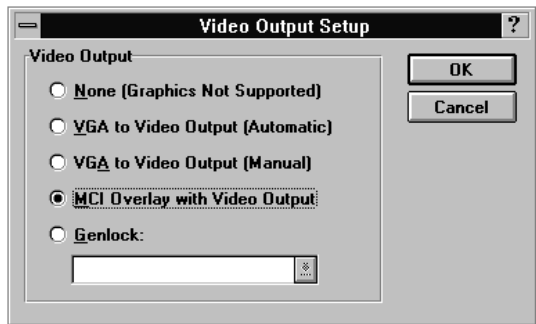 Video Output Setup ?
Video Output
None (Graphics Not Supported)
VGA to Video Output (Automatic)
VGA to Video Output (Manual)
MCI Overlay with Video Output
Genlock:
OK
Cancel